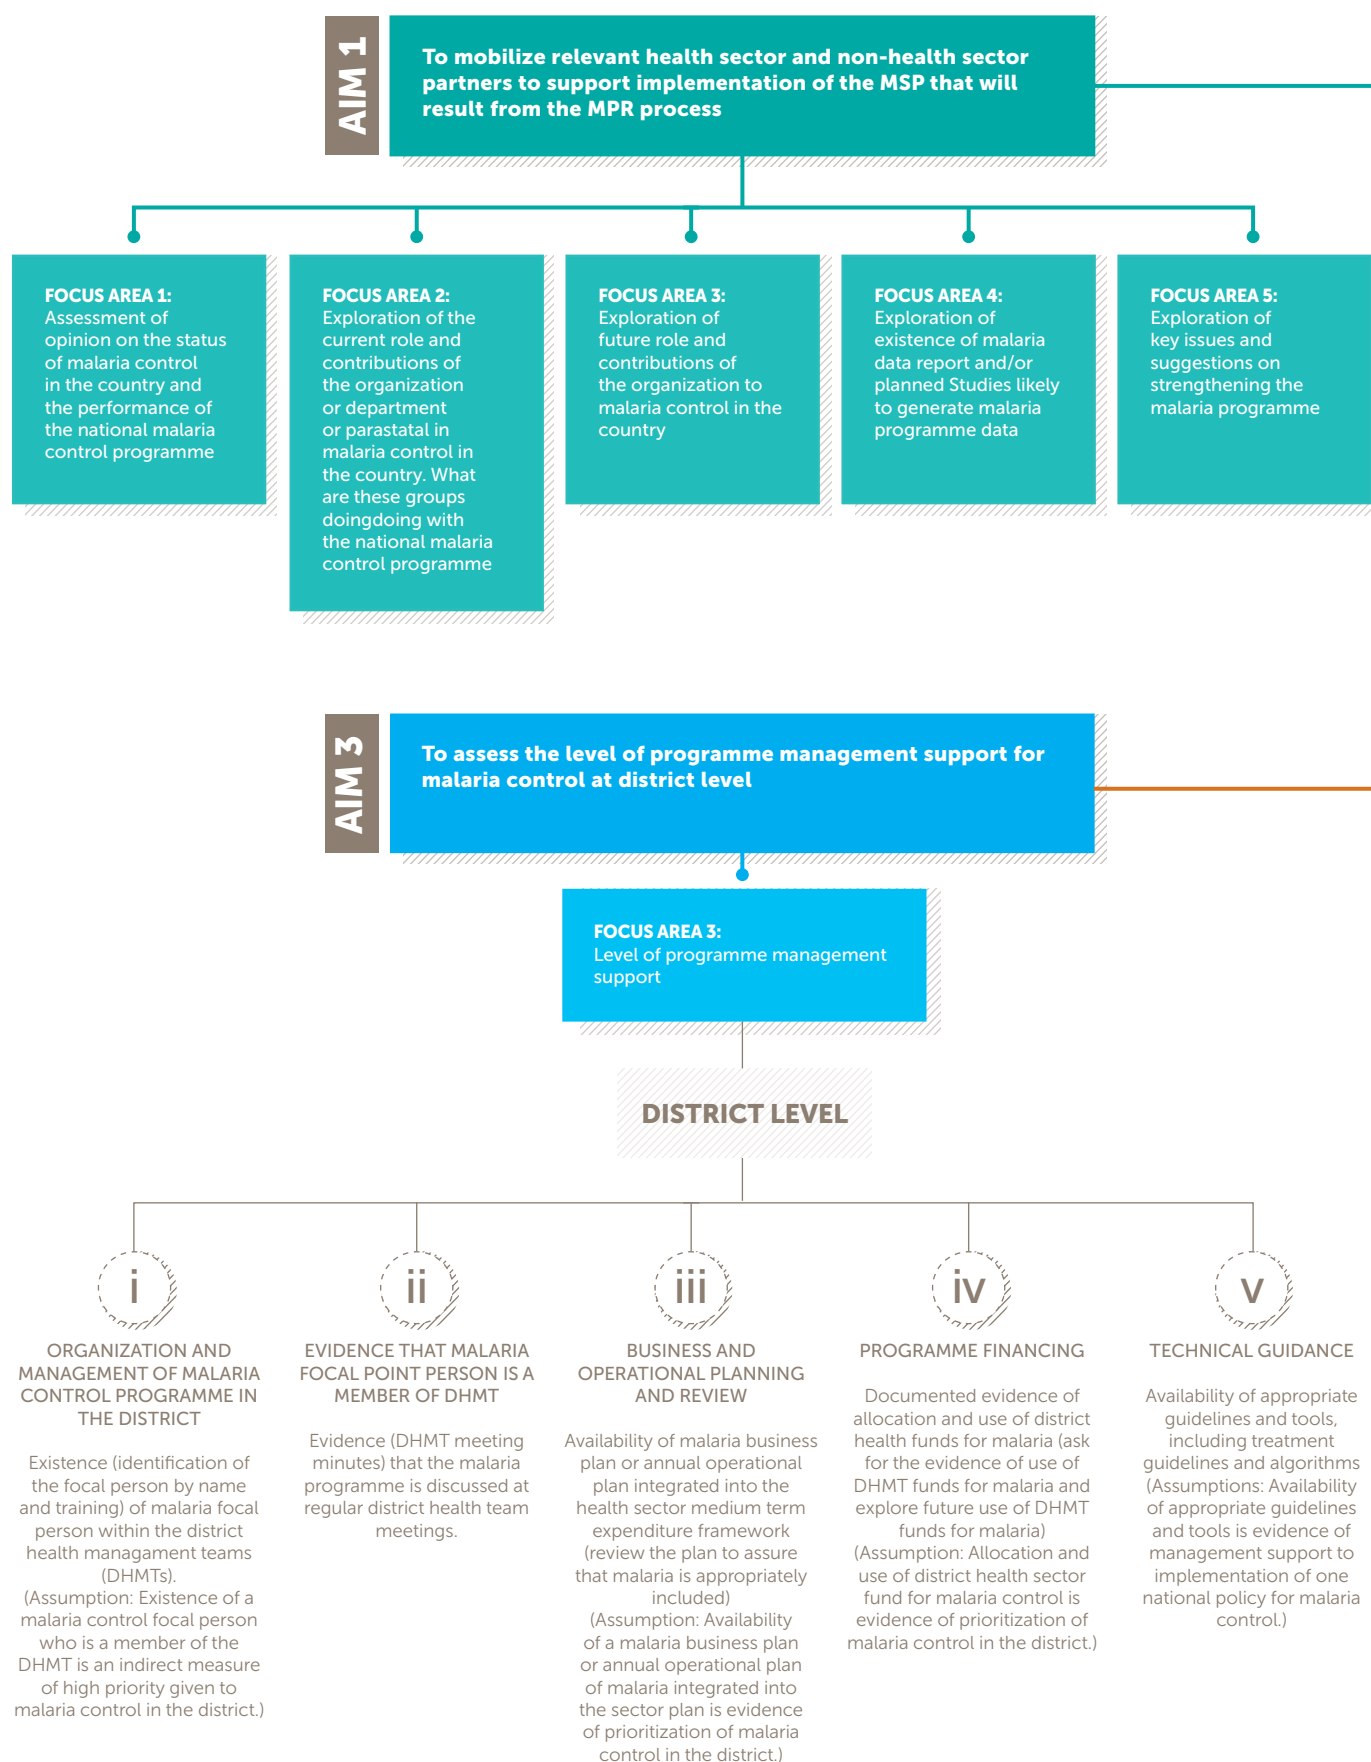 AIM 1
To mobilize relevant health sector and non-health sector
partners to support implementation of the MSP that will
result from the MPR process
FOCUS AREA 1:
Assessment of
opinion on the status
of malaria control
in the country and
the performance of
the national malaria
control programme
FOCUS AREA 2:
Exploration of the
current role and
contributions of
the organization
or department
or parastatal in
malaria control in
the country. What
are these groups
doingdoing with
the national malaria
control programme
FOCUS AREA 3:
Exploration of
future role and
contributions of
the organization to
malaria control in the
country
FOCUS AREA 4:
Exploration of
existence of malaria
data report and/or
planned Studies likely
to generate malaria
programme data
FOCUS AREA 5:
Exploration of
key issues and
suggestions on
strengthening the
malaria programme
AIM 3
To assess the level of programme management support for
malaria control at district level
FOCUS AREA 3:
Level of programme management
support
DISTRICT LEVEL
i
ORGANIZATION AND
MANAGEMENT OF MALARIA
CONTROL PROGRAMME IN
THE DISTRICT
Existence (identification of
the focal person by name
and training) of malaria focal
person within the district
health managament teams
(DHMTs).
(Assumption: Existence of a
malaria control focal person
who is a member of the
DHMT is an indirect measure
of high priority given to
malaria control in the district.)
ii
EVIDENCE THAT MALARIA
FOCAL POINT PERSON IS A
MEMBER OF DHMT
Evidence (DHMT meeting
minutes) that the malaria
programme is discussed at
regular district health team
meetings.
iii
BUSINESS AND
OPERATIONAL PLANNING
AND REVIEW
Availability of malaria business
plan or annual operational
plan integrated into the
health sector medium term
expenditure framework
(review the plan to assure
that malaria is appropriately
included)
(Assumption: Availability
of a malaria business plan
or annual operational plan
of malaria integrated into
the sector plan is evidence
of prioritization of malaria
control in the district.)
iv
PROGRAMME FINANCING
Documented evidence of
allocation and use of district
health funds for malaria (ask
for the evidence of use of
DHMT funds for malaria and
explore future use of DHMT
funds for malaria)
(Assumption: Allocation and
use of district health sector
fund for malaria control is
evidence of prioritization of
malaria control in the district.)
v
TECHNICAL GUIDANCE
Availability of appropriate
guidelines and tools,
including treatment
guidelines and algorithms
(Assumptions: Availability
of appropriate guidelines
and tools is evidence of
management support to
implementation of one
national policy for malaria
control.)